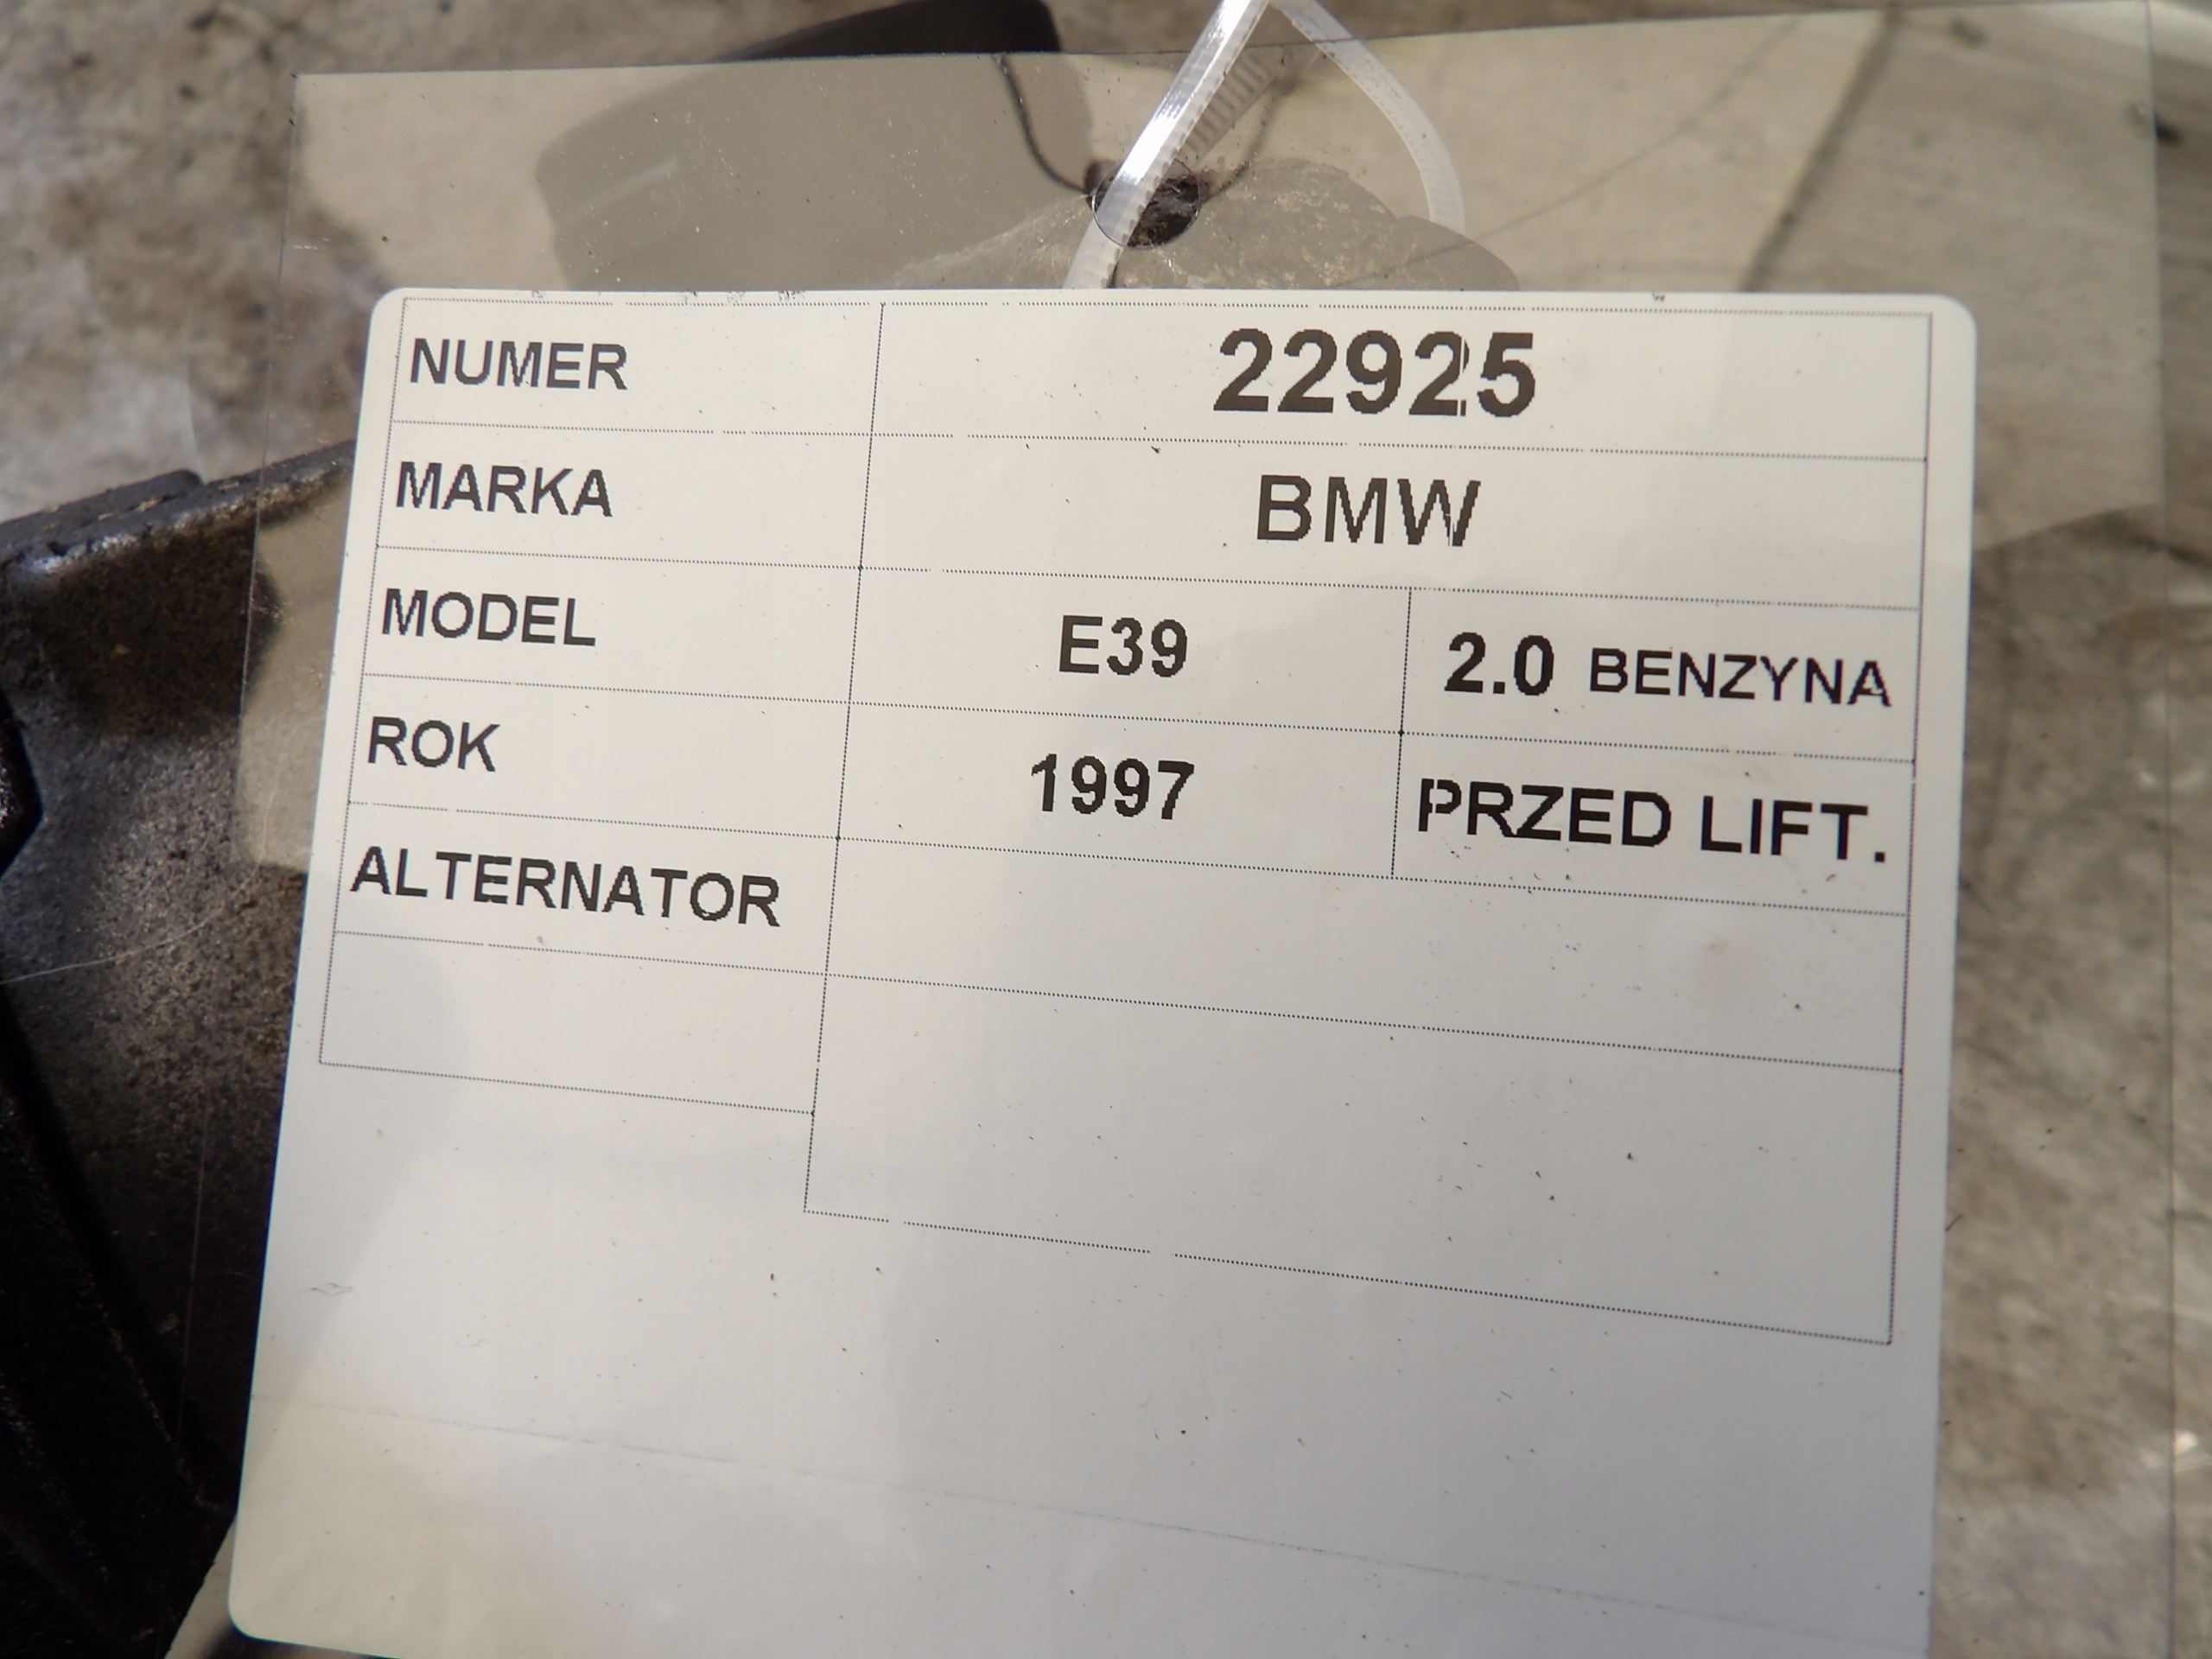 NUMER 22925
MARKA BMW
MODEL E39 2.0 BENZYNA
ROK 1997 PRZED LIFT.
ALTERNATOR